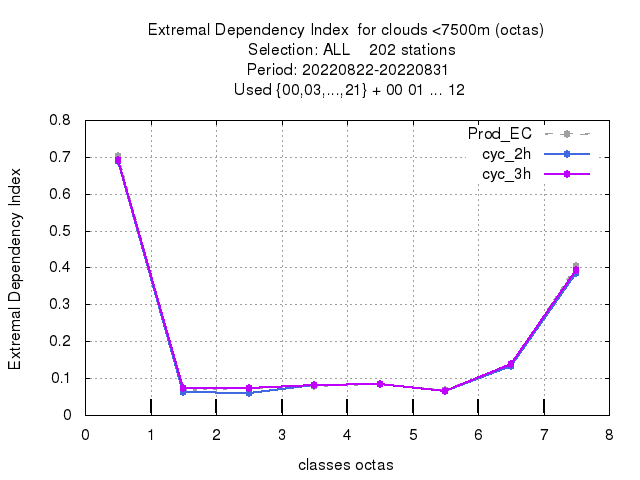 Extremal Dependency Index  for clouds <7500m (octas)
Selection: ALL    202 stations
Period: 20220822-20220831
Used {00,03,...,21} + 00 01 ... 12
Prod_EC
cyc_2h
cyc_3h
Extremal Dependency Index
0.8
0.7
0.6
0.5
0.4
0.3
0.2
0.1
0
0 1 2 3 4 5 6 7 8
classes octas